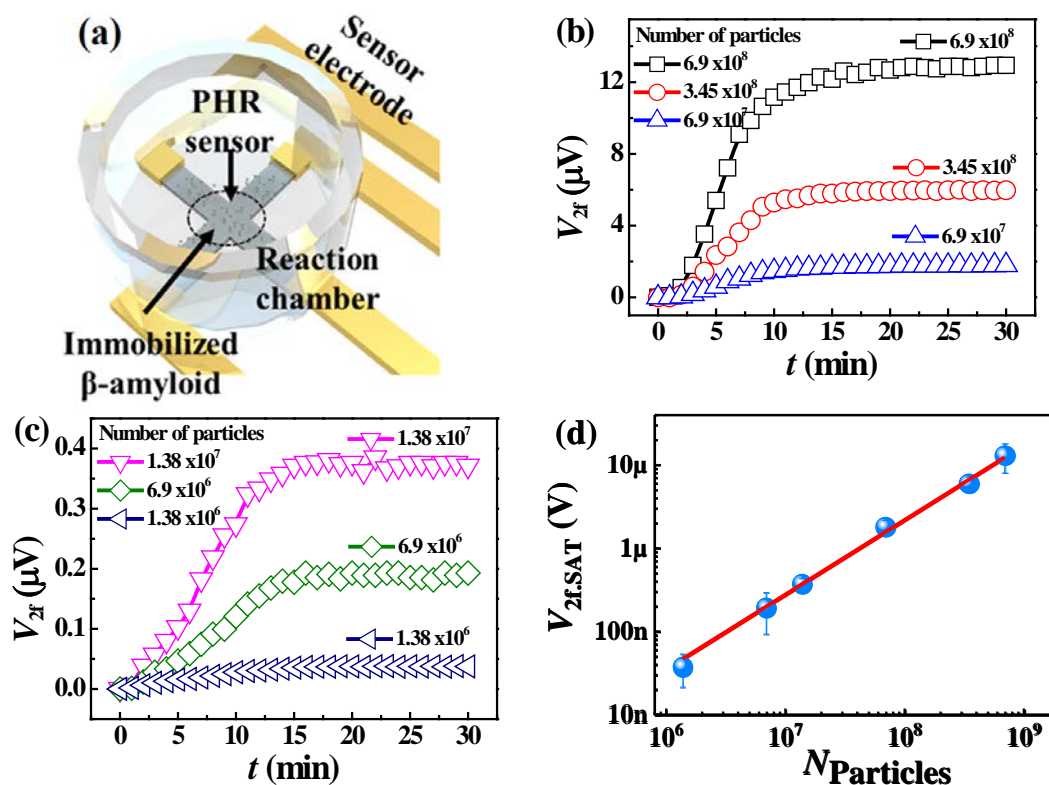 (a)
Sensor
electrode
PHR
sensor
Reaction
chamber
Immobilized
β-amyloid
(b)
Number of particles
6.9 x10⁸
3.45 x10⁸
6.9 x10⁷
6.9 x10⁸
3.45 x10⁸
6.9 x10⁷
V2f (μV)
12
8
4
0
0 5 10 15 20 25 30
t (min)
(c)
Number of particles
1.38 x10⁷
6.9 x10⁶
1.38 x10⁶
1.38 x10⁷
6.9 x10⁶
1.38 x10⁶
V2f (μV)
0.4
0.3
0.2
0.1
0.0
0 5 10 15 20 25 30
t (min)
(d)
V2f.SAT (V)
10μ
1μ
100n
10n
10⁶ 10⁷ 10⁸ 10⁹
NParticles